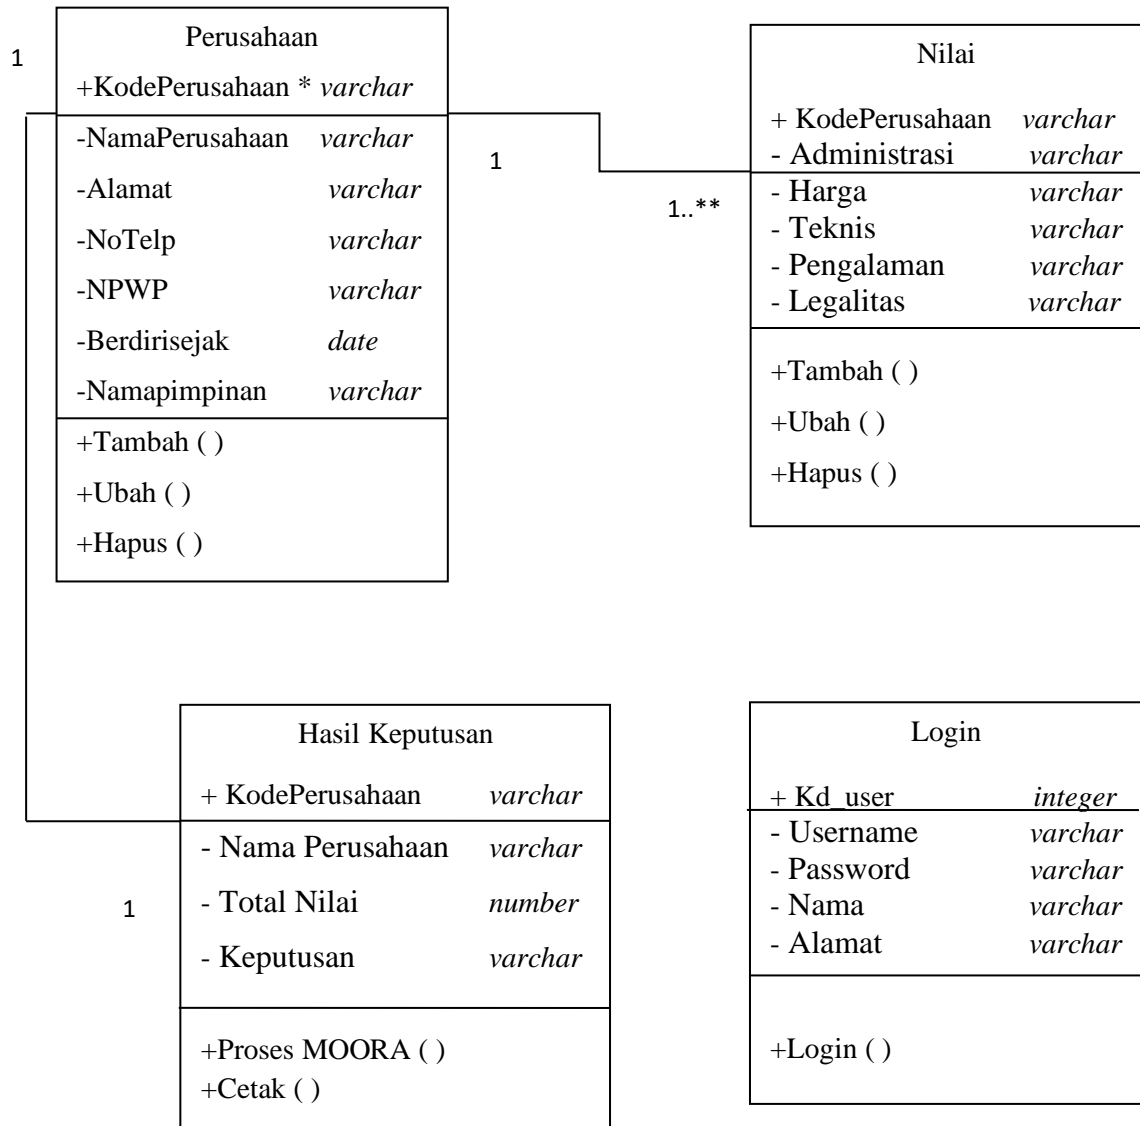 1
Perusahaan
+KodePerusahaan * varchar
-NamaPerusahaan varchar
-Alamat varchar
-NoTelp varchar
-NPWP varchar
-Berdirisejak date
-Namapimpinan varchar
+Tambah ( )
+Ubah ( )
+Hapus ( )
1
1..**
Nilai
+ KodePerusahaan varchar
- Administrasi varchar
- Harga varchar
- Teknis varchar
- Pengalaman varchar
- Legalitas varchar
+Tambah ( )
+Ubah ( )
+Hapus ( )
1
Hasil Keputusan
+ KodePerusahaan varchar
- Nama Perusahaan varchar
- Total Nilai number
- Keputusan varchar
+Proses MOORA ( )
+Cetak ( )
Login
+ Kd_user integer
- Username varchar
- Password varchar
- Nama varchar
- Alamat varchar
+Login ( )